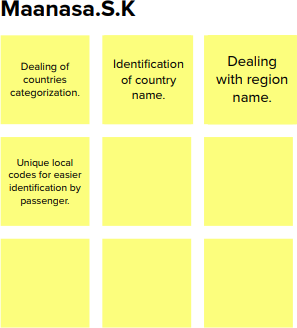 Maanasa.S.K
Dealing of
countries
categorization.
Identification
of country
name.
Dealing
with region
name.
Unique local
codes for easier
identification by
passenger.